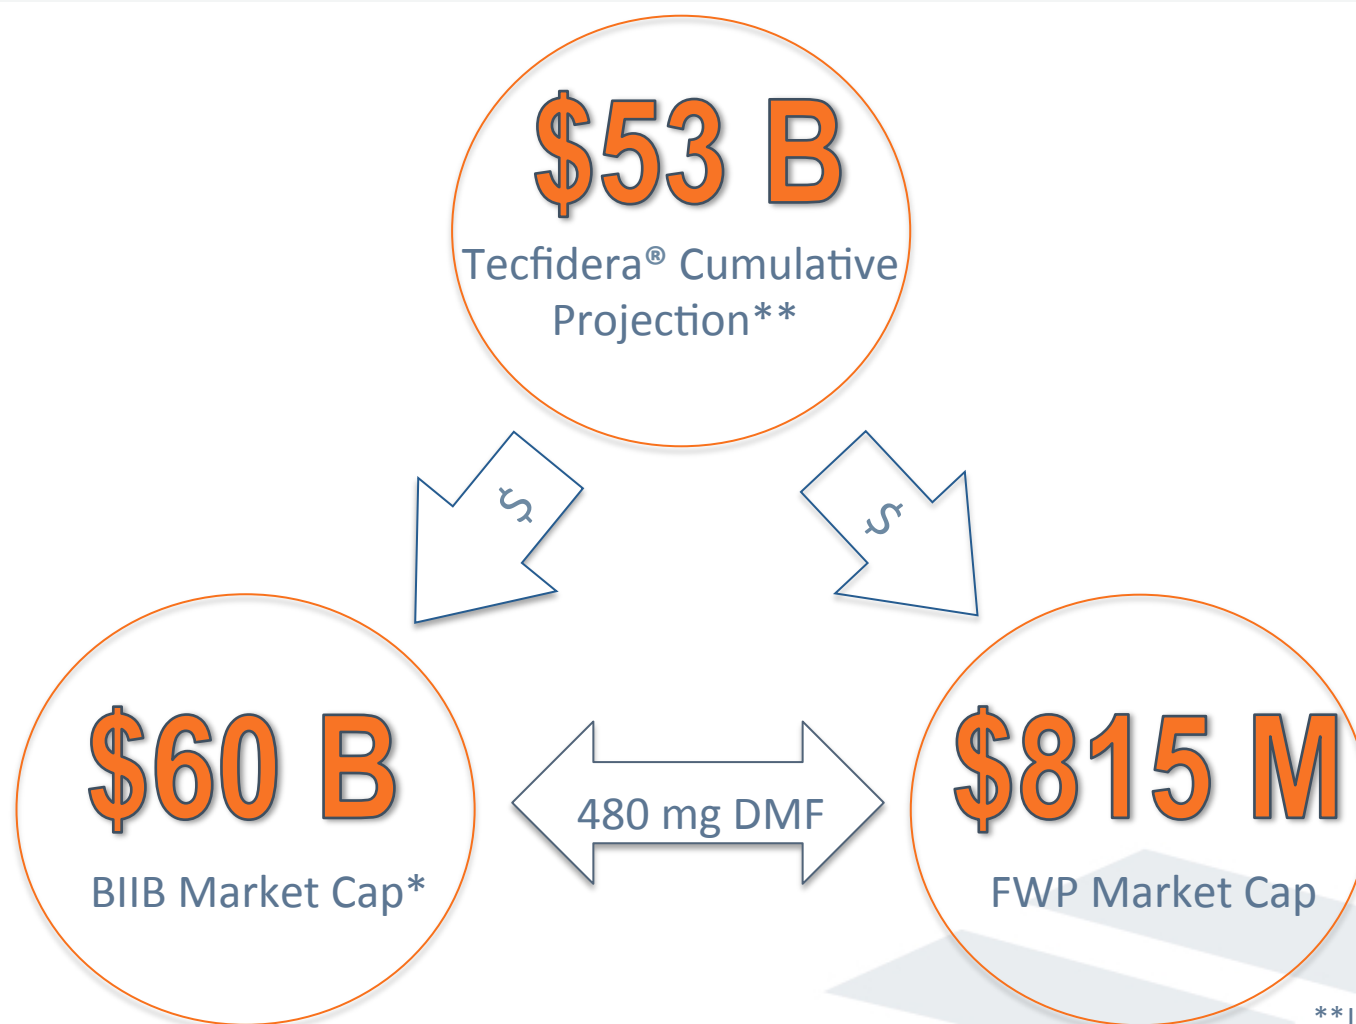 $53 B
Tecfidera® Cumulative
Projection**
$
$
$60 B
BIIB Market Cap*
480 mg DMF
$815 M
FWP Market Cap